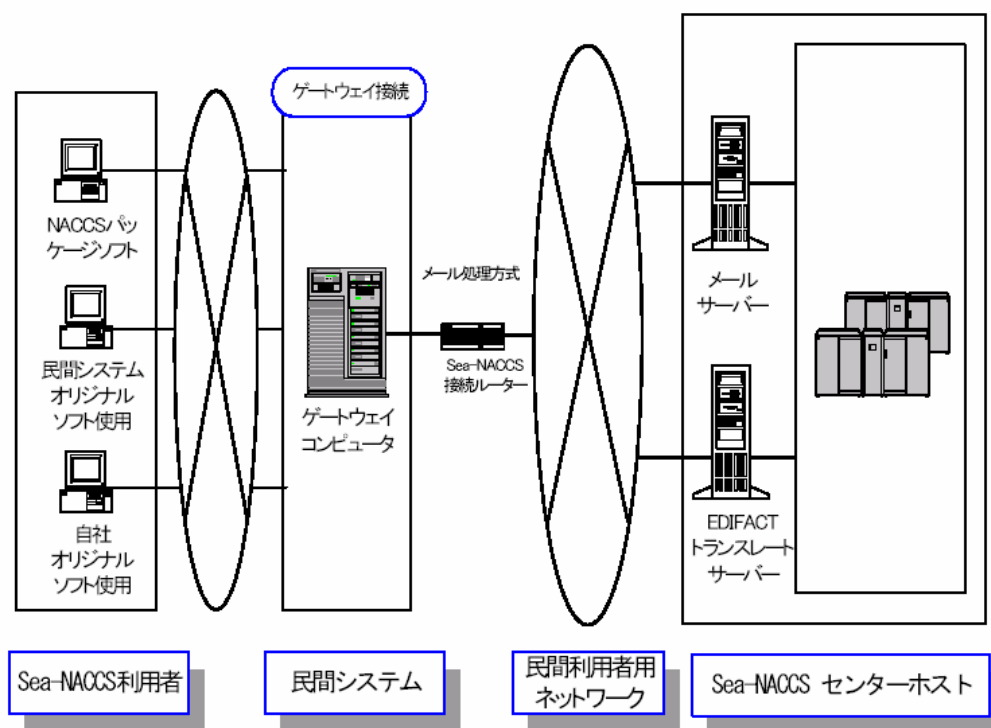 ゲートウェイ接続
NACCSパッ
ケージソフト
民間システム
オリジナル
ソフト使用
自社
オリジナル
ソフト使用
ゲートウェイ
コンピュータ
メール処理方式
Sea-NACCS
接続ルーター
メール
サーバー
EDIFACT
トランスレート
サーバー
Sea-NACCS利用者
民間システム
民間利用者用
ネットワーク
Sea-NACCS センターホスト